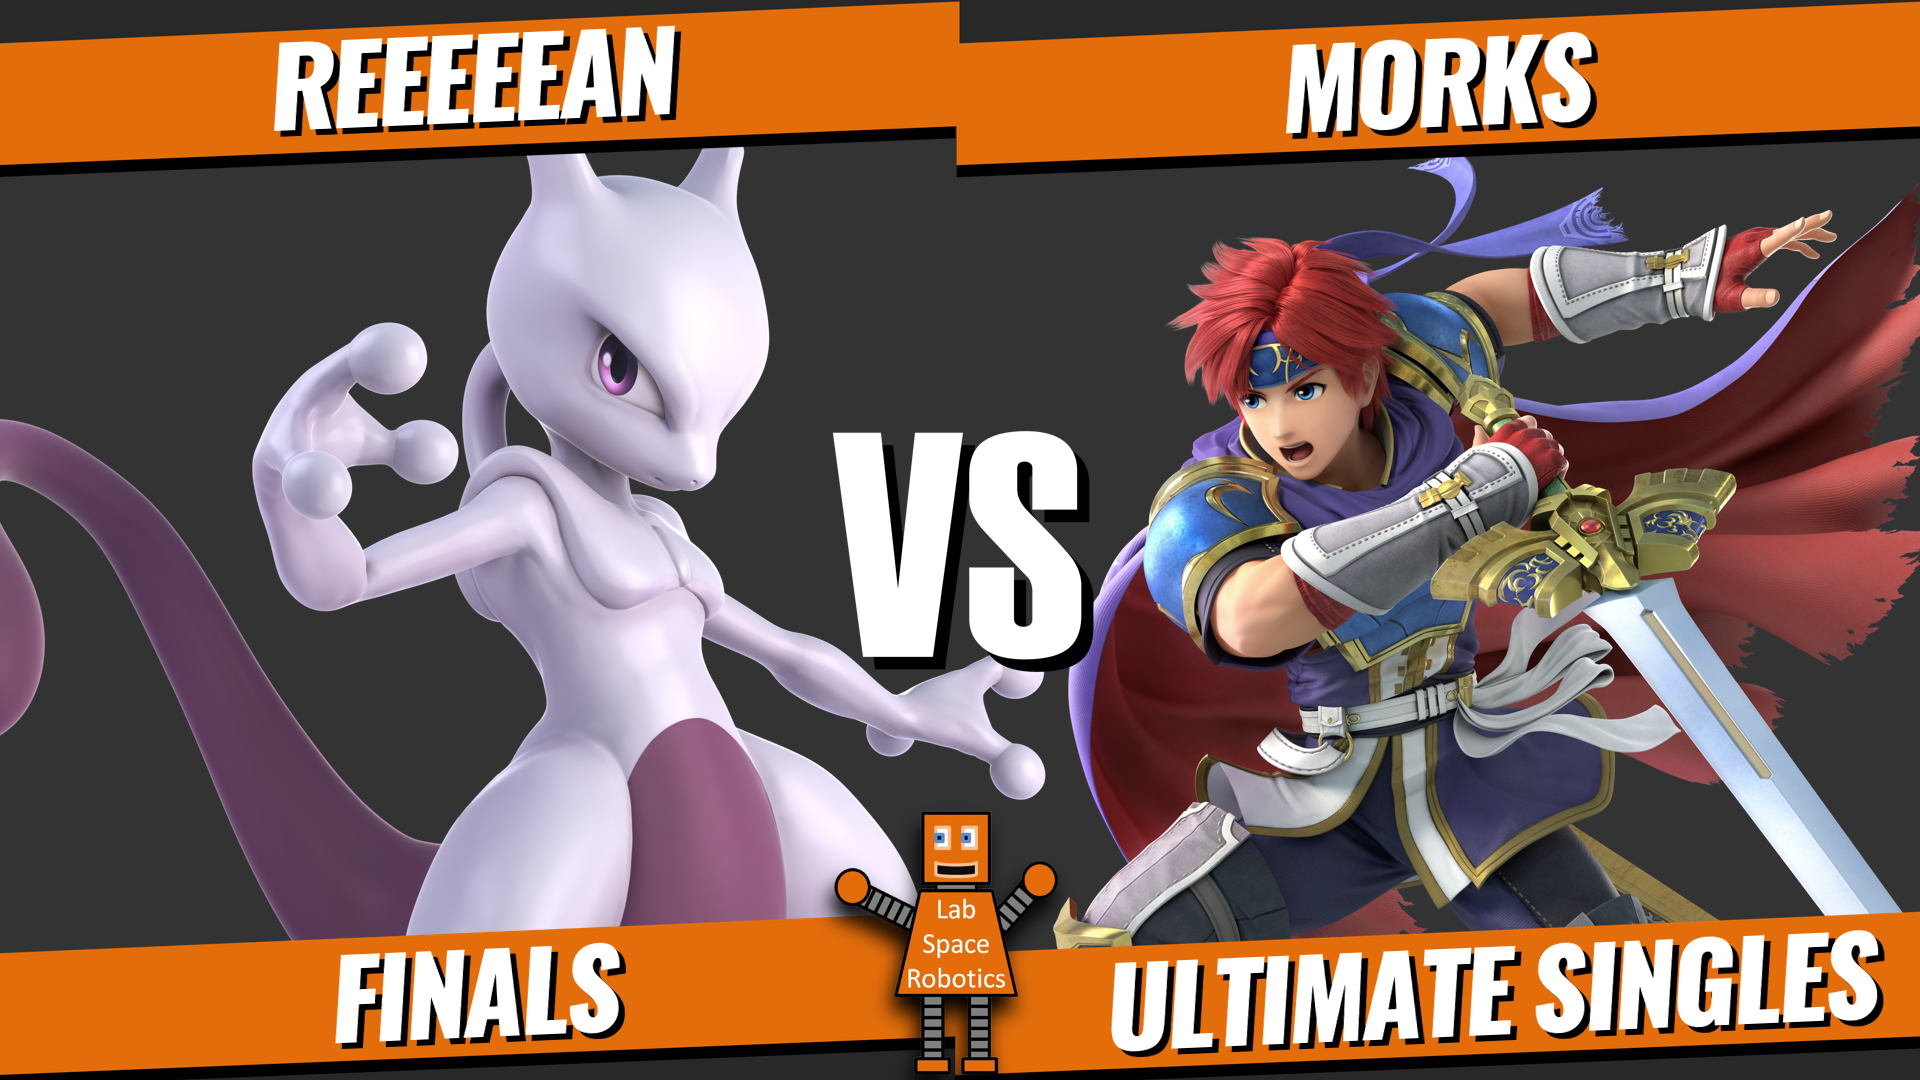 REEEEEAN
MORKS
VS
FINALS
Lab
Space
Robotics
ULTIMATE SINGLES